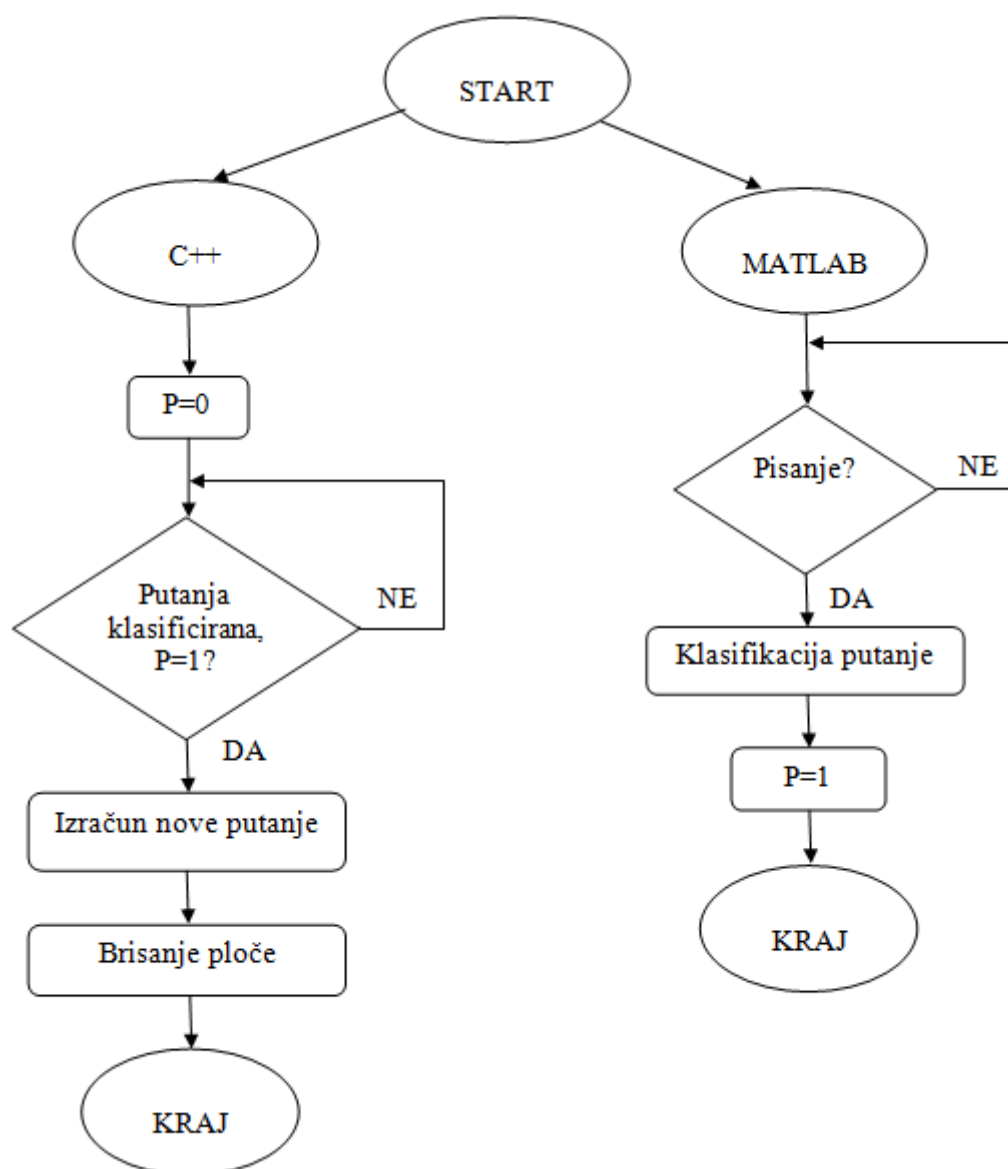 START
C++
P=0
Putanja
klasificirana,
P=1?
NE
DA
Izračun nove putanje
Brisanje ploče
KRAJ
MATLAB
Pisanje?
NE
DA
Klasifikacija putanje
P=1
KRAJ